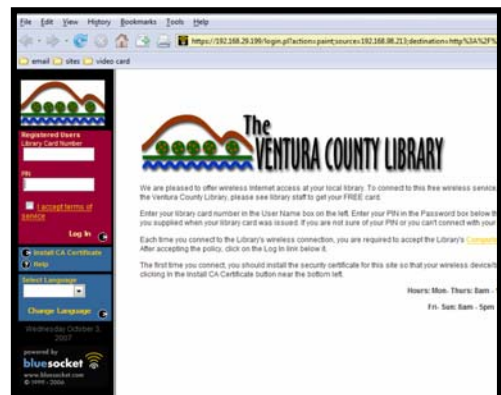 File Edit View History Bookmarks Tools Help
https://192.168.29.199/login.pl?action=paint;source=192.168.98.213;destination=http%3A%2F%
email sites video card
Registered Users
Library Card Number
PIN
I accept terms of service
Log In
Install CA Certificate
Help
Select Language
Change Language
Wednesday October 3, 2007
powered by
bluesocket
www.bluesocket.com
© 1999 - 2006
The
VENTURA COUNTY LIBRARY
We are pleased to offer wireless Internet access at your local library. To connect to this free wireless service
the Ventura County Library, please see library staff to get your FREE card.
Enter your library card number in the User Name box on the left. Enter your PIN in the Password box below th
you supplied when your library card was issued. If you are not sure of your PIN or you can't connect with your
Each time you connect to the Library's wireless connection, you are required to accept the Library's
After accepting the policy, click on the Log In link below it.
The first time you connect, you should install the security certificate for this site so that your wireless device/b
clicking in the Install CA Certificate button near the bottom left.
Hours: Mon- Thurs: 8am -
Fri- Sun: 8am - 5pm